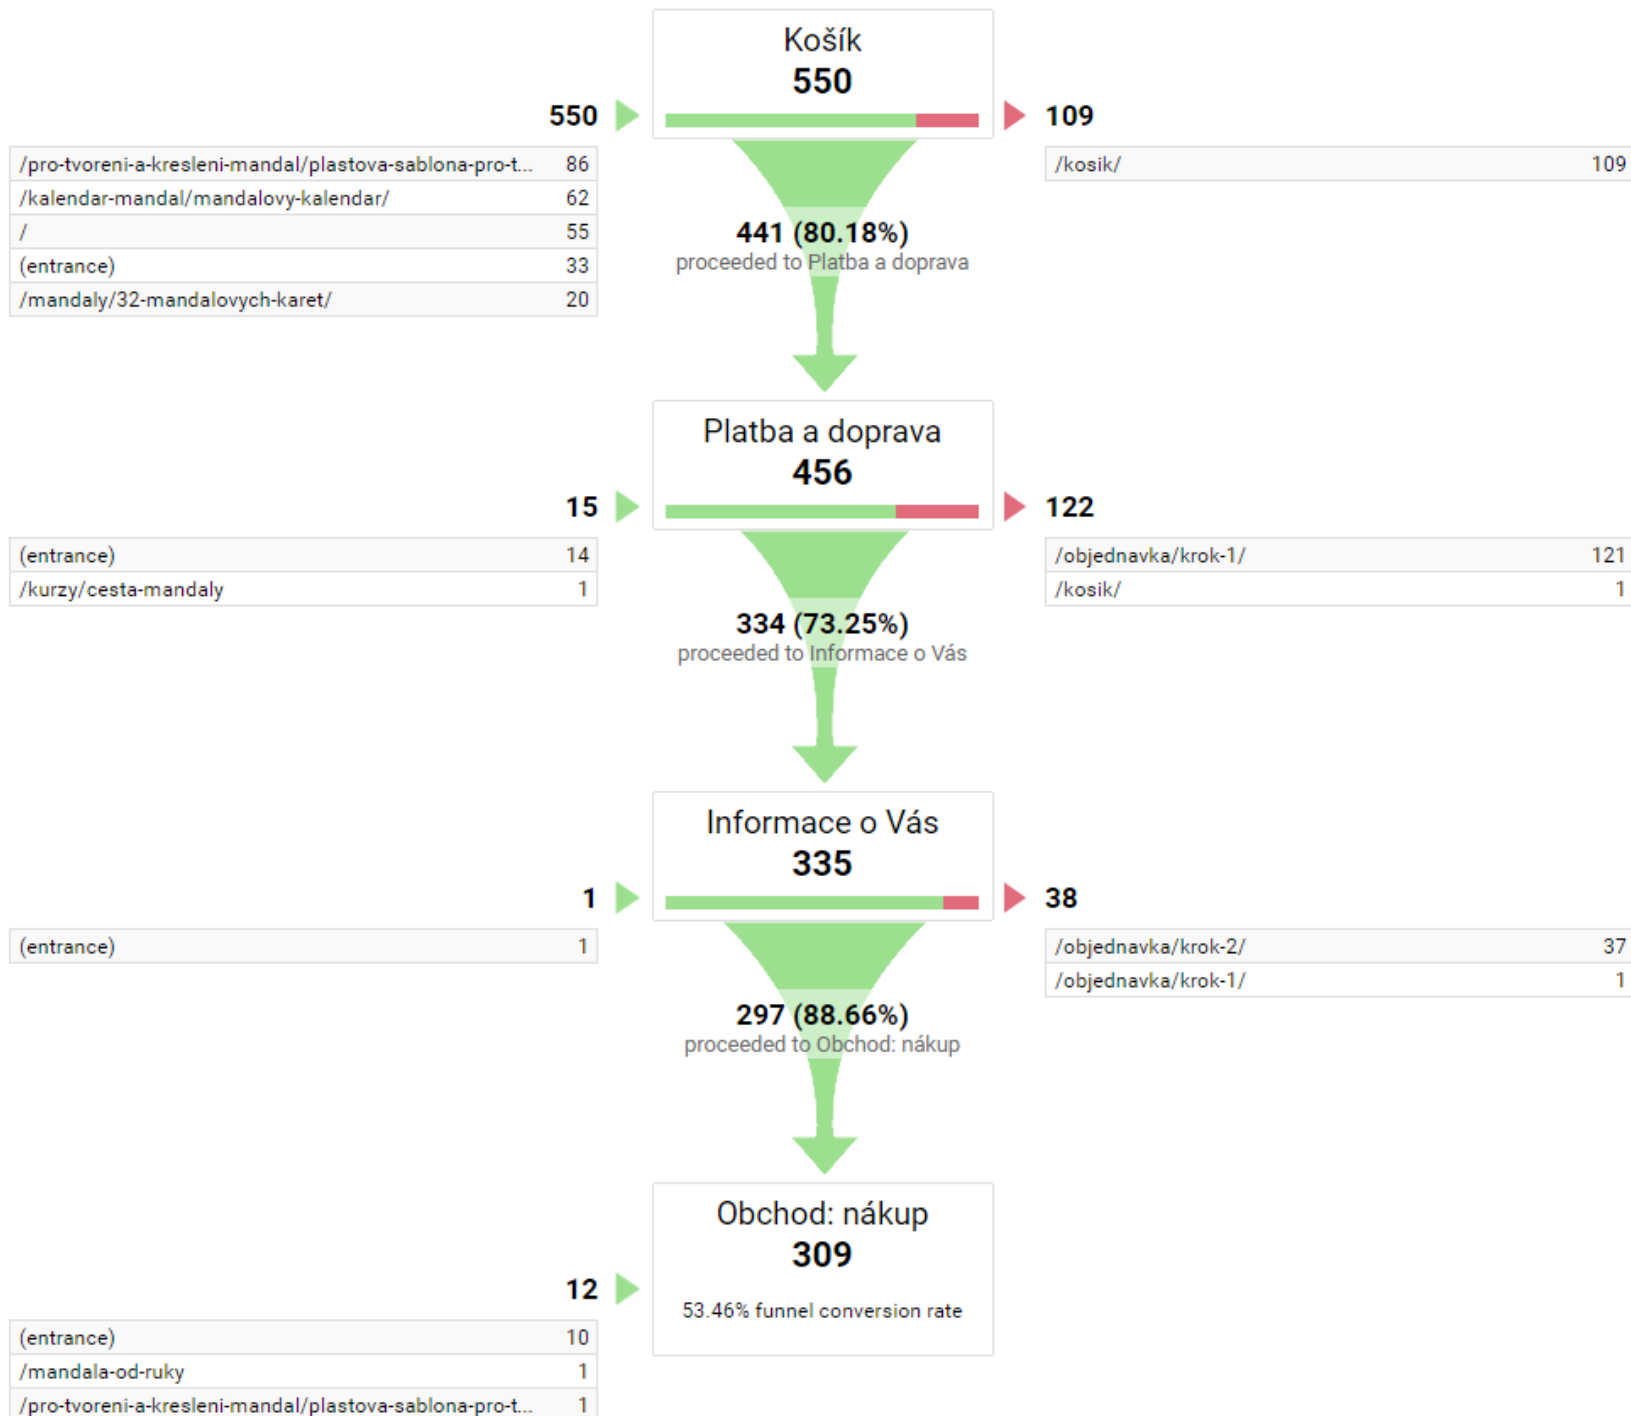 Košík
550
550
109
/pro-tvoreni-a-kresleni-mandal/plastova-sablona-pro-t... 86
/kalendar-mandal/mandalovy-kalendar/ 62
/ 55
(entrance) 33
/mandaly/32-mandalovych-karet/ 20
/kosik/ 109
441 (80.18%)
proceeded to Platba a doprava
Platba a doprava
456
15
122
(entrance) 14
/kurzy/cesta-mandaly 1
/objednavka/krok-1/ 121
/kosik/ 1
334 (73.25%)
proceeded to Informace o Vás
Informace o Vás
335
1
38
(entrance) 1
/objednavka/krok-2/ 37
/objednavka/krok-1/ 1
297 (88.66%)
proceeded to Obchod: nákup
Obchod: nákup
309
53.46% funnel conversion rate
12
(entrance) 10
/mandala-od-ruky 1
/pro-tvoreni-a-kresleni-mandal/plastova-sablona-pro-t... 1